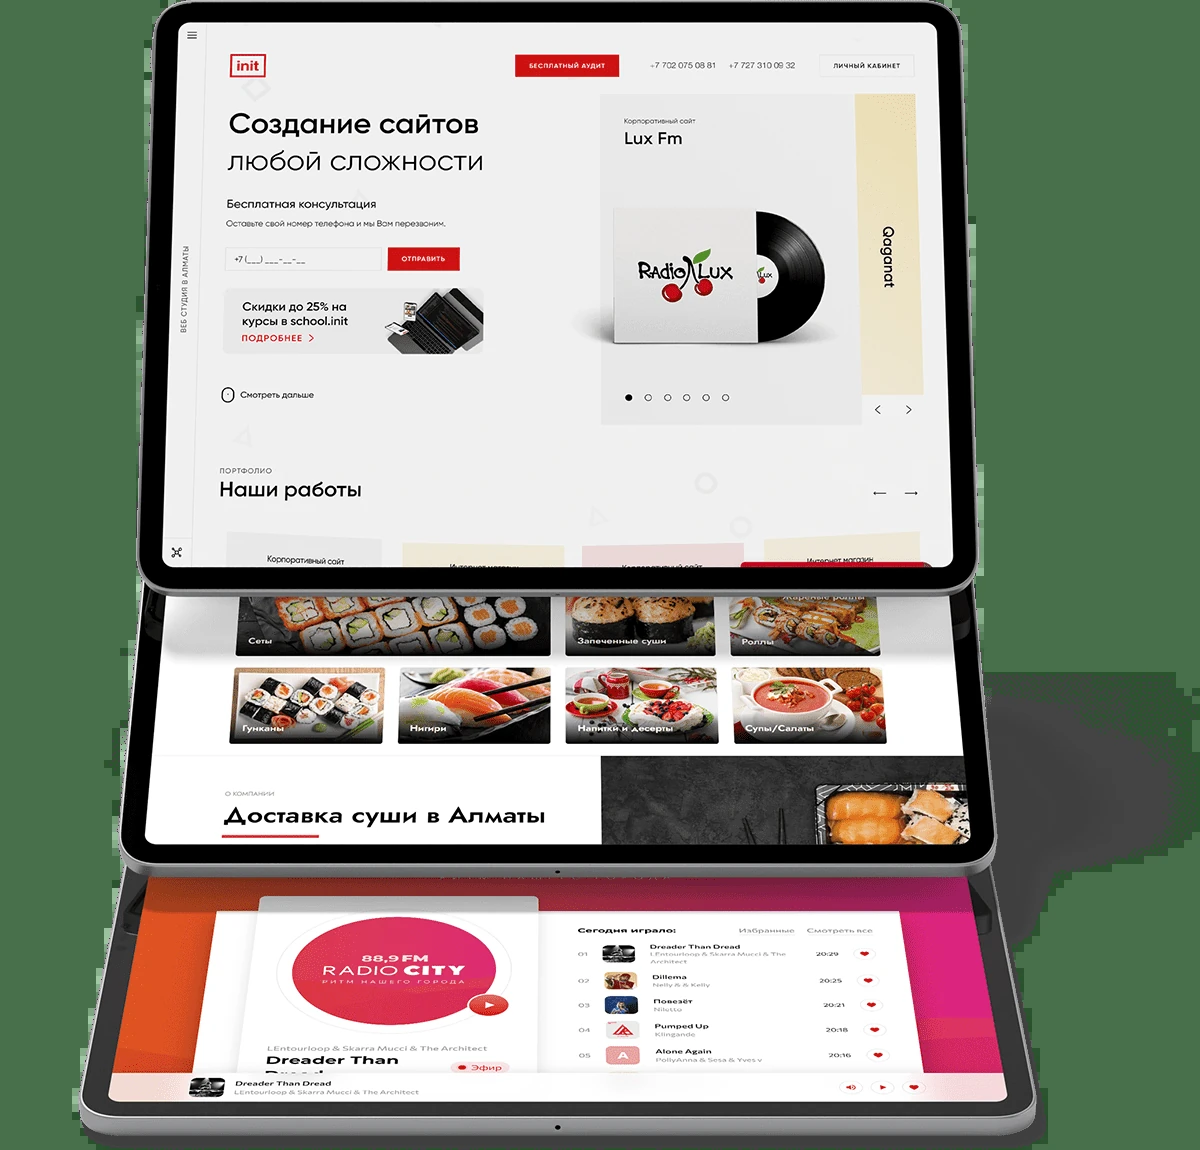 init
БЕСПЛАТНЫЙ АУДИТ
+7 702 075 08 81
+7 727 310 09 32
ЛИЧНЫЙ КАБИНЕТ
Создание сайтов
любой сложности
Бесплатная консультация
Оставьте свой номер телефона и мы Вам перезвоним.
+7 (___) ___-__-__
ОТПРАВИТЬ
Скидки до 25% на
курсы в school.init
ПОДРОБНЕЕ >
Смотреть дальше
ВЕБ СТУДИЯ В АЛМАТЫ
Корпоративный сайт
Lux Fm
RADIO LUX
LUX
Qaganat
ПОРТФОЛИО
Наши работы
Корпоративный сайт
Интернет магазин
Корпоративный сайт
Интернет магазин
Жареные роллы
Сеты
Запеченные суши
Роллы
Гунканы
Нигири
Напитки и десерты
Супы/Салаты
О КОМПАНИИ
Доставка суши в Алматы
88,9 FM
RADIO CITY
РИТМ НАШЕГО ГОРОДА
LEntourloop & Skarra Mucci & The Architect
Dreader Than
Эфир
Сегодня играло:
Избранные
Смотреть все
01 Dreader Than Dread 20:29
LEntourloop & Skarra Mucci & The
Architect
02 Dillema 20:25
Nelly & & Kelly
03 Повезёт 20:21
Niletto
04 Pumped Up 20:18
Klingande
05 A Alone Again 20:16
PollyAnna & Sesa & Yves v
Dreader Than Dread
LEntourloop & Skarra Mucci & The Architect